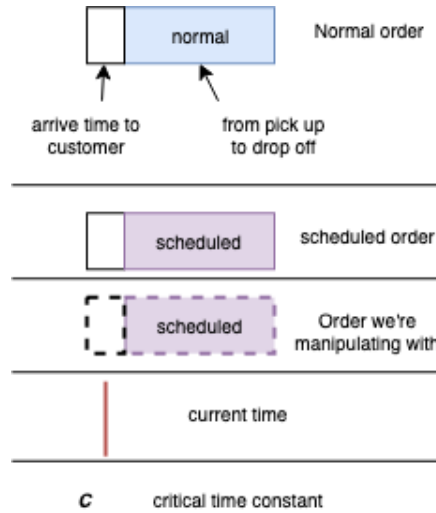 normal
Normal order
arrive time to
customer
from pick up
to drop off
scheduled
scheduled order
scheduled
Order we're
manipulating with
current time
C critical time constant